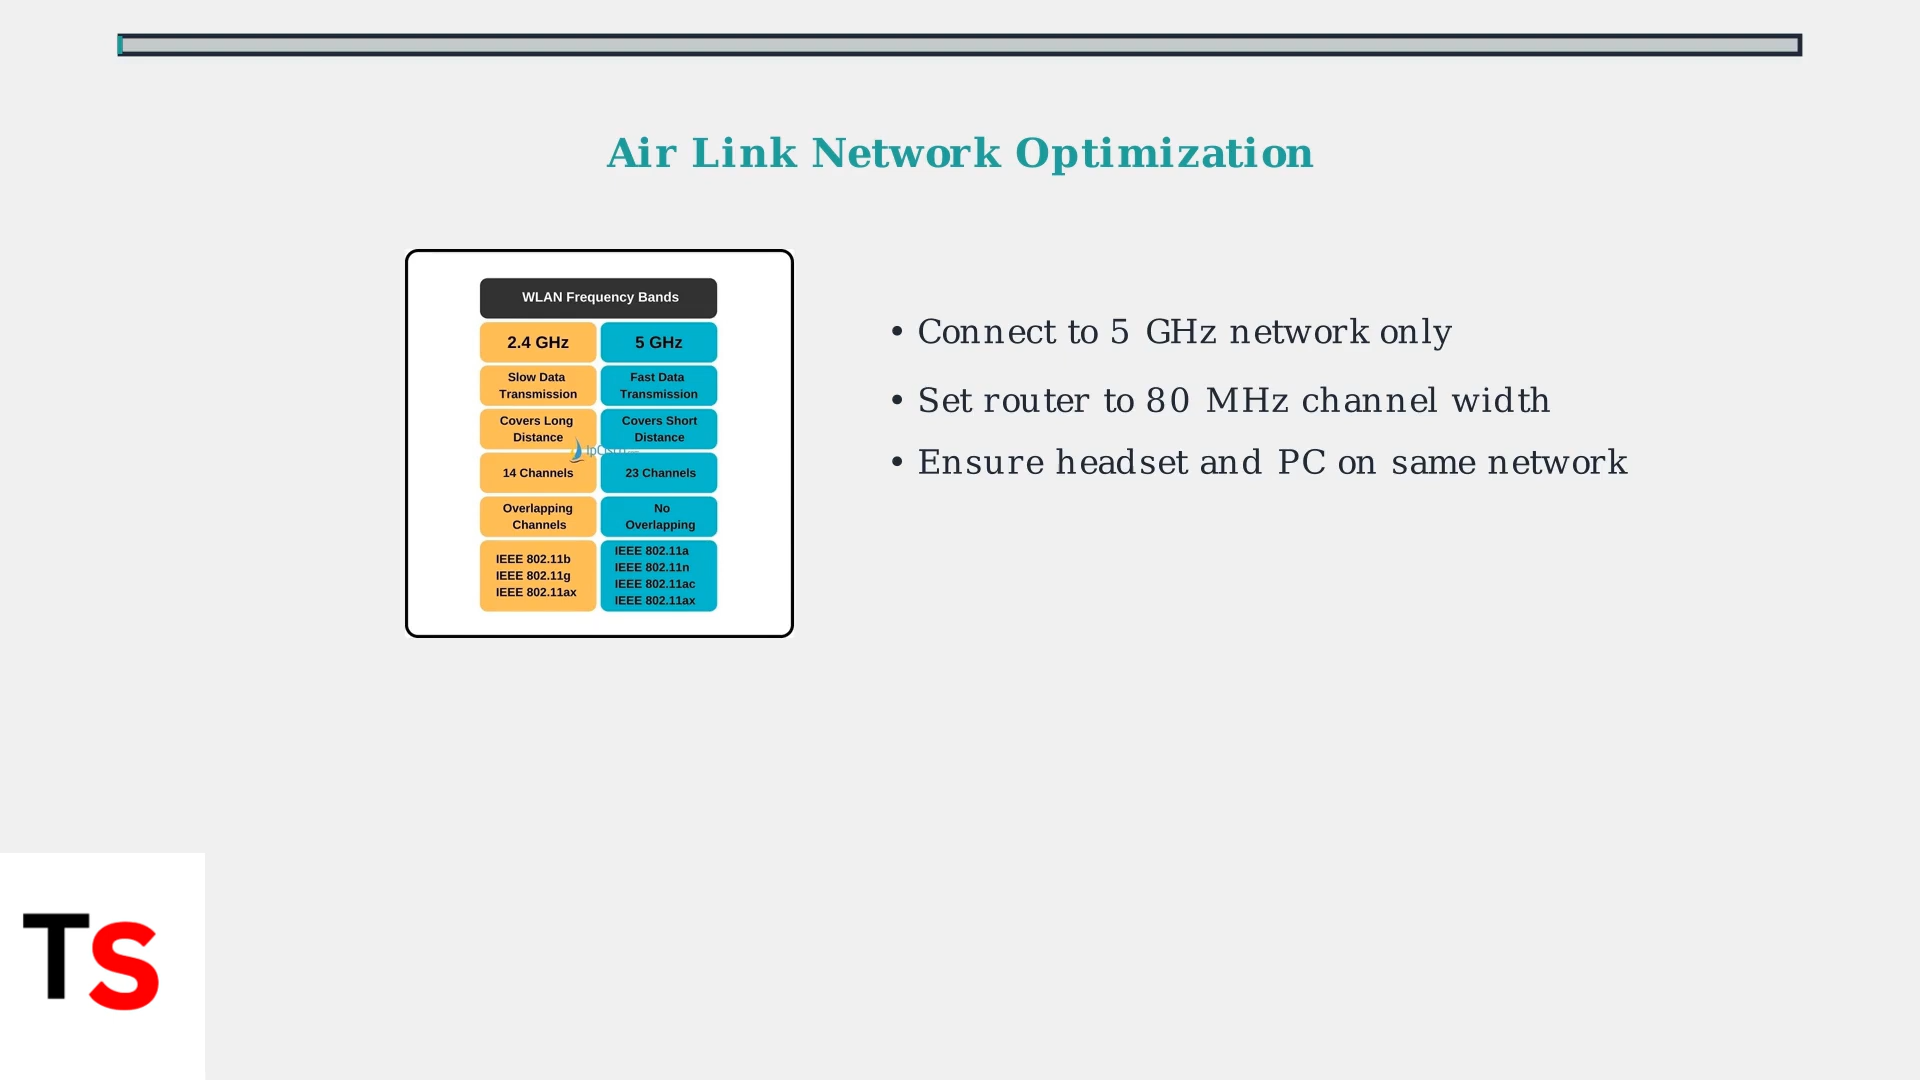 Air Link Network Optimization
WLAN Frequency Bands
2.4 GHz
5 GHz
Slow Data
Transmission
Fast Data
Transmission
Covers Long
Distance
Covers Short
Distance
14 Channels
23 Channels
Overlapping
Channels
No
Overlapping
IEEE 802.11b
IEEE 802.11g
IEEE 802.11ax
IEEE 802.11a
IEEE 802.11n
IEEE 802.11ac
IEEE 802.11ax
• Connect to 5 GHz network only
• Set router to 80 MHz channel width
• Ensure headset and PC on same network
TS